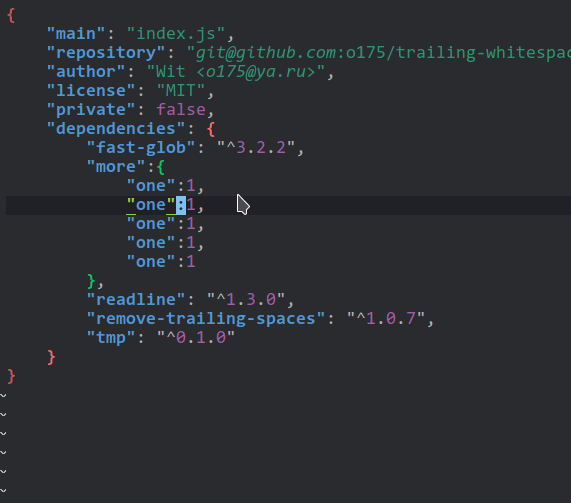 {
    "main": "index.js",
    "repository": "git@github.com:o175/trailing-whitespac
    "author": "Wit <o175@ya.ru>",
    "license": "MIT",
    "private": false,
    "dependencies": {
        "fast-glob": "^3.2.2",
        "more":{
            "one":1,
            "one":1,
            "one":1,
            "one":1,
            "one":1
        },
        "readline": "^1.3.0",
        "remove-trailing-spaces": "^1.0.7",
        "tmp": "^0.1.0"
    }
}
~
~
~
~
~
~